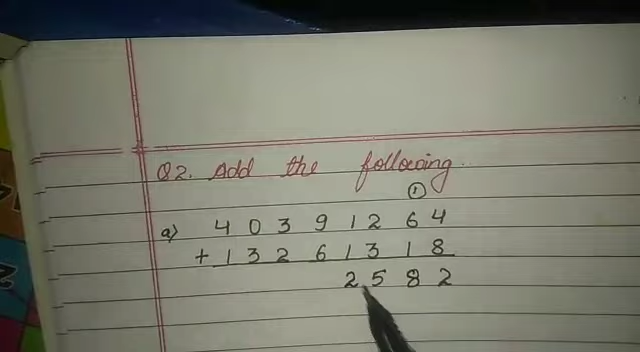 Q2. Add the following.
①
a) 4 0 3 9 1 2 6 4
+ 1 3 2 6 1 3 1 8
2 5 8 2